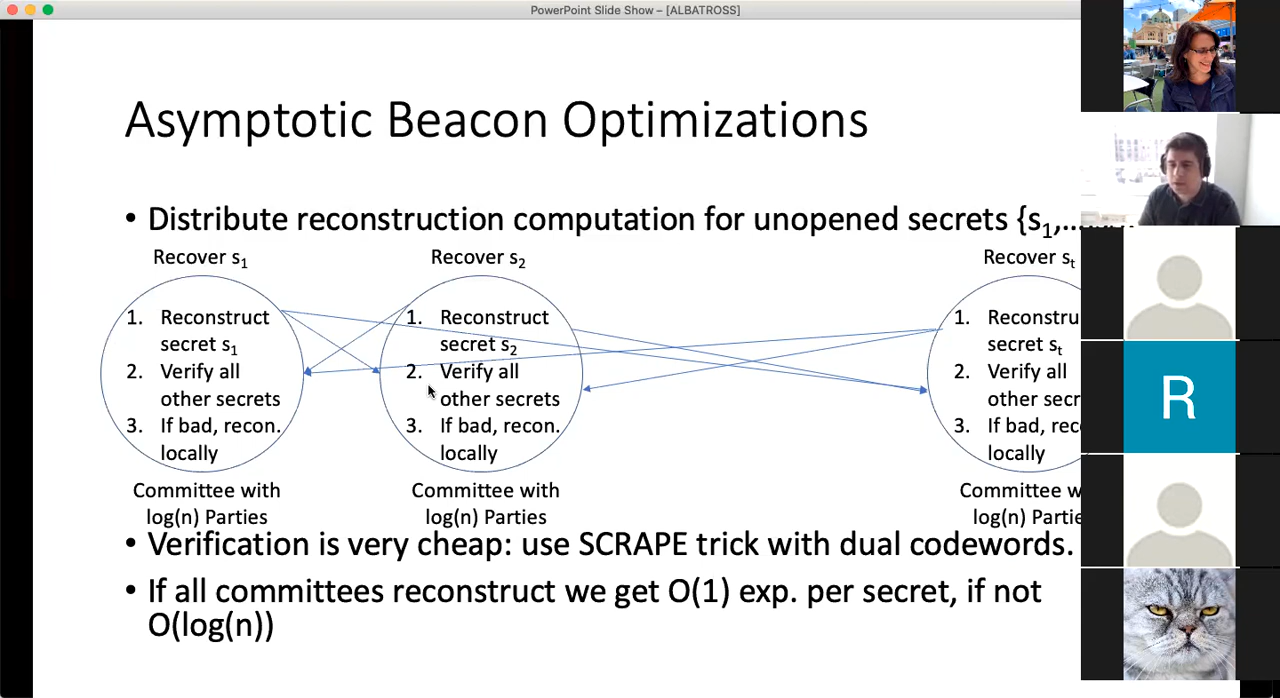 PowerPoint Slide Show – [ALBATROSS]
Asymptotic Beacon Optimizations
• Distribute reconstruction computation for unopened secrets {s1,...
Recover s1
Recover s2
Recover st
1. Reconstruct
secret s1
2. Verify all
other secrets
3. If bad, recon.
locally
1. Reconstruct
secret s2
2. Verify all
other secrets
3. If bad, recon.
locally
1. Reconstru
secret st
2. Verify all
other secr
3. If bad, rec
locally
Committee with
log(n) Parties
Committee with
log(n) Parties
Committee w
log(n) Partie
• Verification is very cheap: use SCRAPE trick with dual codewords.
• If all committees reconstruct we get O(1) exp. per secret, if not
O(log(n))
R